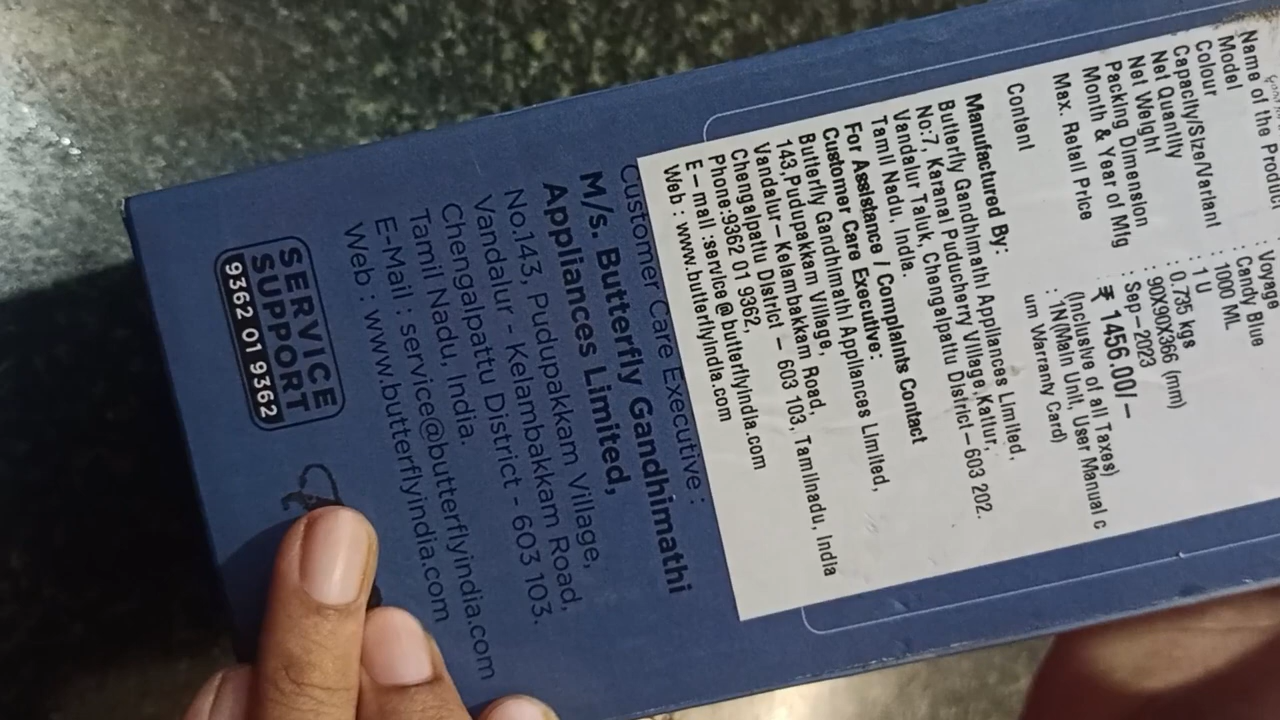 Name of the Product
Model : Voyage
Colour : Candy Blue
Capacity/Size/Variant : 1000 ML
Net Quantity : 1 U
Net Weight : 0.735 kgs
Packing Dimension : 90X90X366 (mm)
Month & Year of Mfg : Sep-2023
Max. Retail Price : ₹ 1456.00/-
(Inclusive of all Taxes)
Content : 1N(Main Unit, User Manual c
um Warranty Card)
Manufactured By:
Butterfly Gandhimathi Appliances Limited,
No:7, Karanai Puducherry Village,Kattur,
Vandalur Taluk, Chengalpattu District-603 202.
Tamil Nadu, India.
For Assistance / Complaints Contact
Customer Care Executive:
Butterfly Gandhimathi Appliances Limited,
143,Pudupakkam Village,
Vandalur-Kelambakkam Road,
Chengalpattu District - 603 103, Tamilnadu, India
Phone:9362 01 9362,
E-mail :service@butterflyindia.com
Web : www.butterflyindia.com
Customer Care Executive :
M/s. Butterfly Gandhimathi
Appliances Limited,
No.143, Pudupakkam Village,
Vandalur - Kelambakkam Road,
Chengalpattu District - 603 103.
Tamil Nadu, India.
E-Mail : service@butterflyindia.com
Web : www.butterflyindia.com
SERVICE
SUPPORT
9362 01 9362